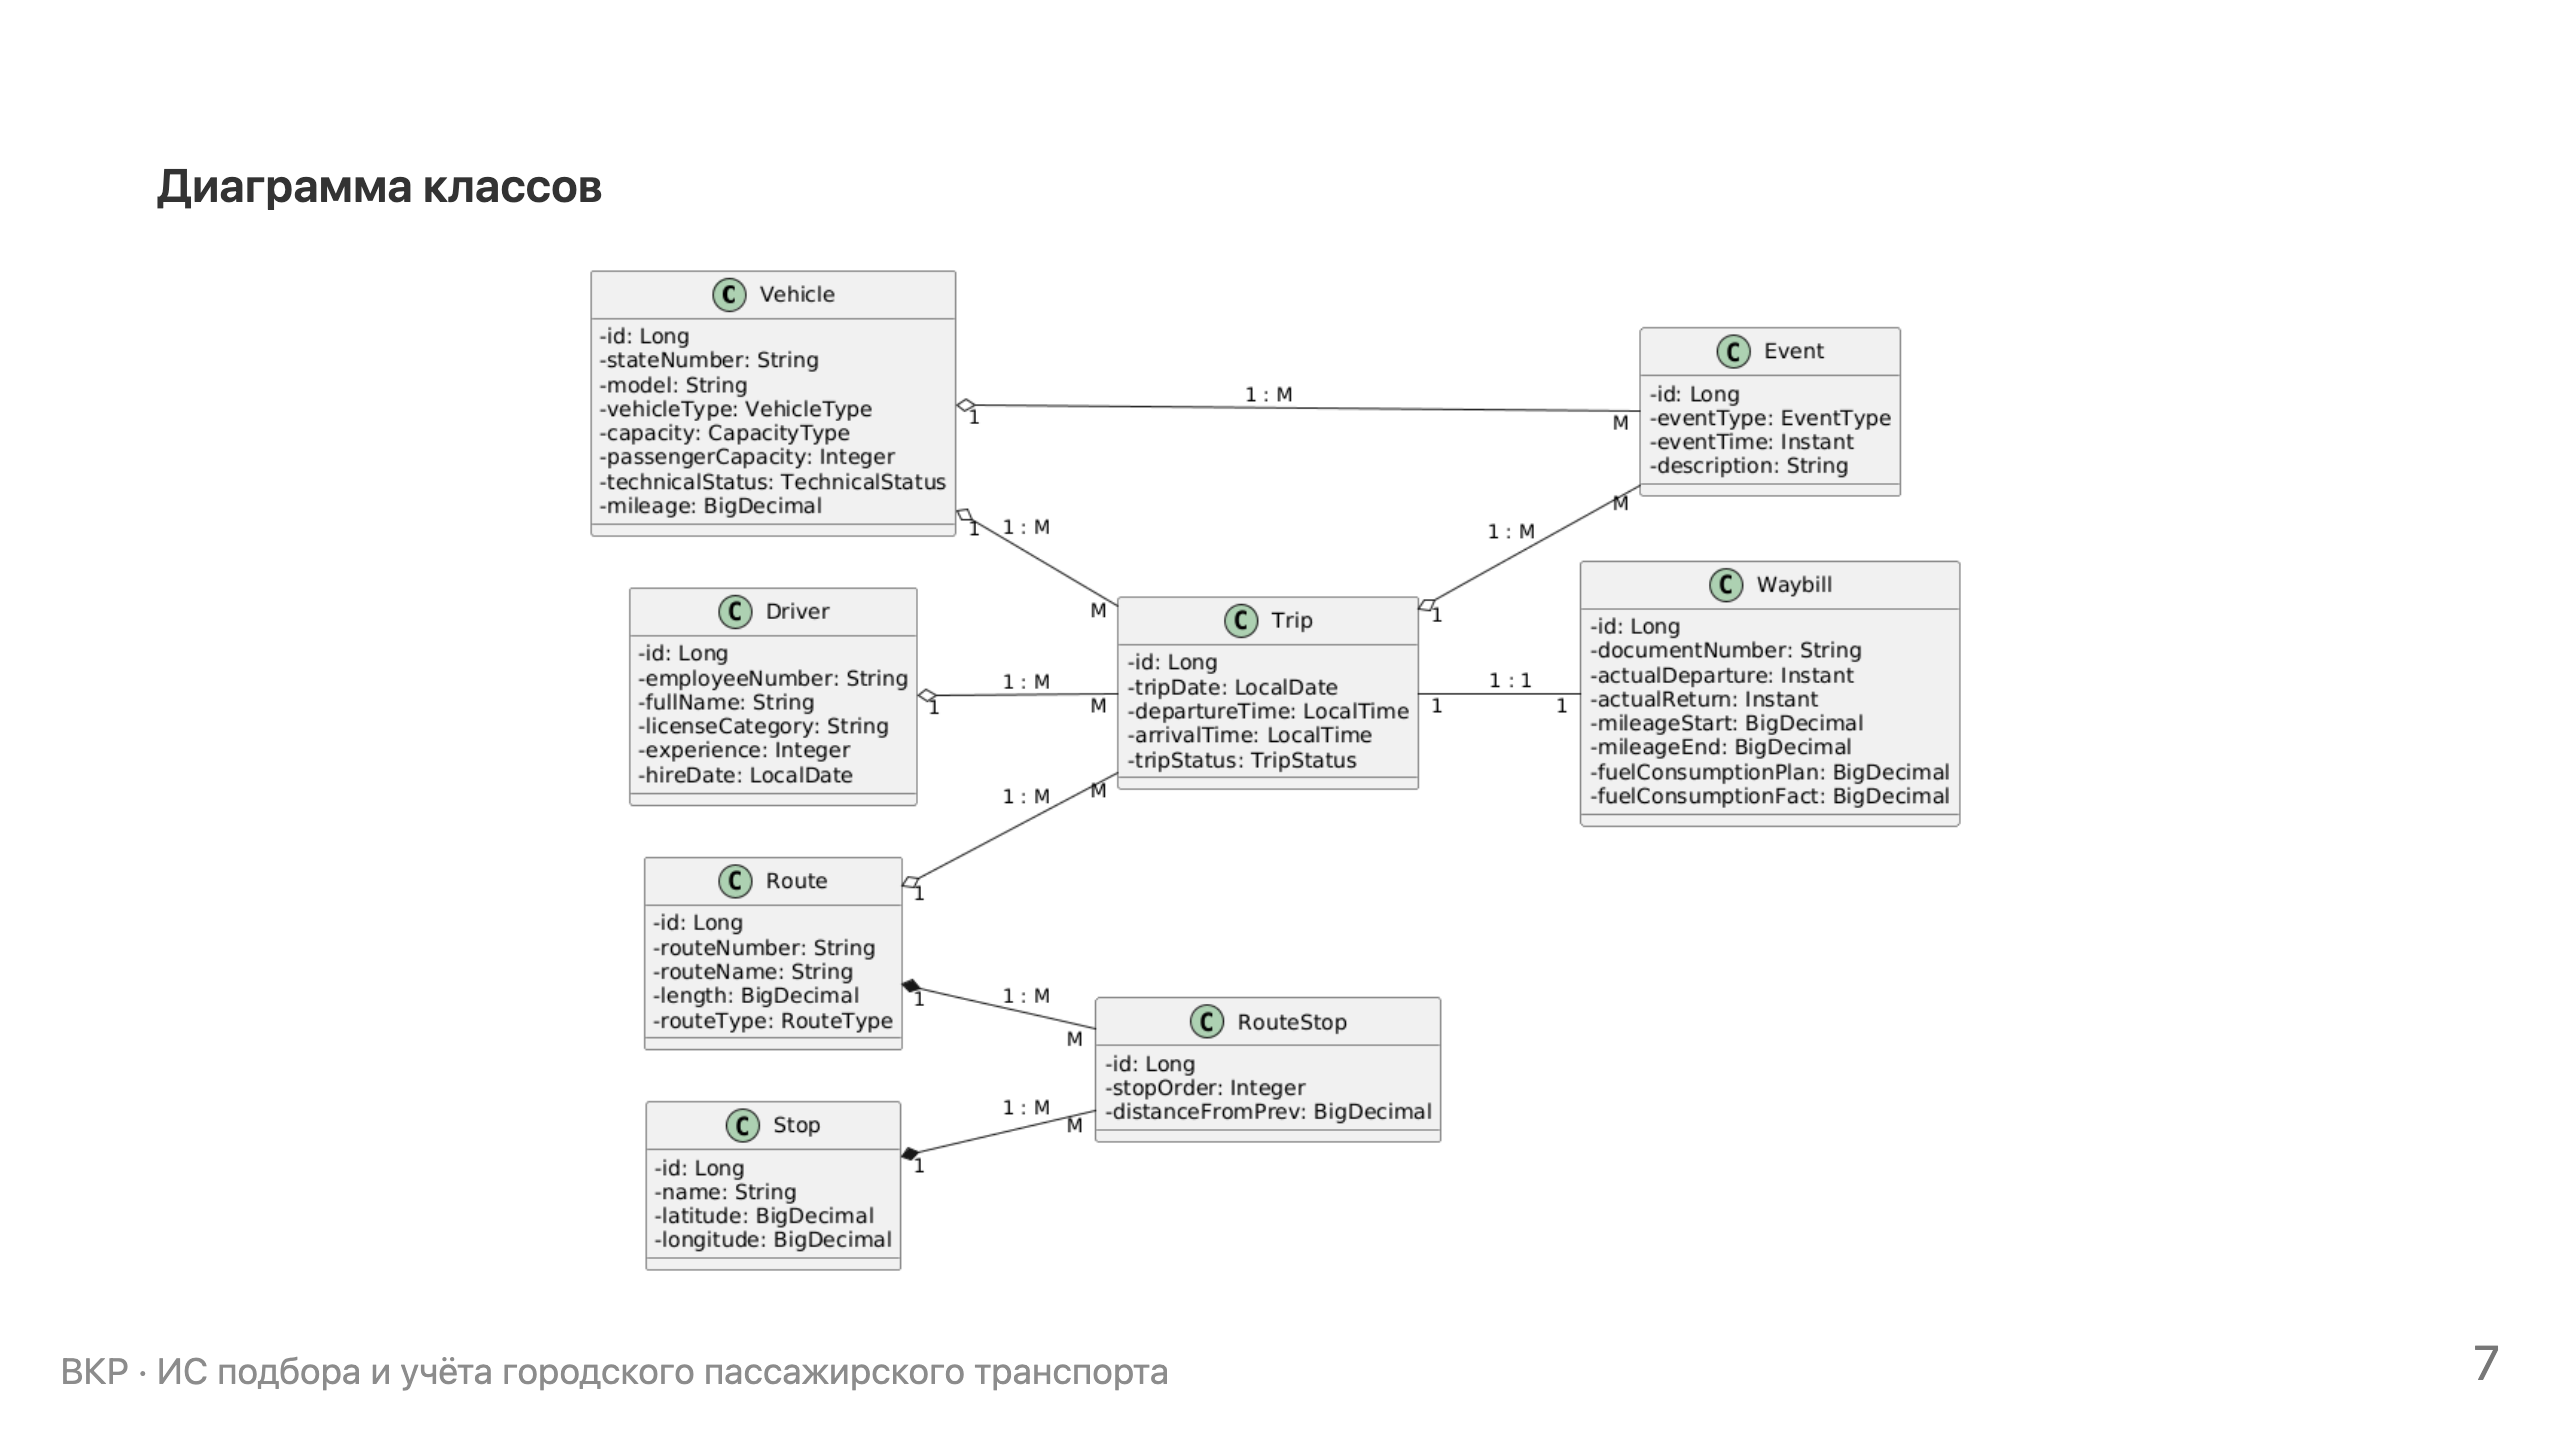 Диаграмма классов
C Vehicle
-id: Long
-stateNumber: String
-model: String
-vehicleType: VehicleType
-capacity: CapacityType
-passengerCapacity: Integer
-technicalStatus: TechnicalStatus
-mileage: BigDecimal
1
1 : M
M
C Event
-id: Long
-eventType: EventType
-eventTime: Instant
-description: String
1
1 : M
M
M
1 : M
1
C Driver
-id: Long
-employeeNumber: String
-fullName: String
-licenseCategory: String
-experience: Integer
-hireDate: LocalDate
1
1 : M
M
C Trip
-id: Long
-tripDate: LocalDate
-departureTime: LocalTime
-arrivalTime: LocalTime
-tripStatus: TripStatus
1
1 : 1
1
C Waybill
-id: Long
-documentNumber: String
-actualDeparture: Instant
-actualReturn: Instant
-mileageStart: BigDecimal
-mileageEnd: BigDecimal
-fuelConsumptionPlan: BigDecimal
-fuelConsumptionFact: BigDecimal
1 : M
M
1
C Route
-id: Long
-routeNumber: String
-routeName: String
-length: BigDecimal
-routeType: RouteType
1
1 : M
M
C RouteStop
-id: Long
-stopOrder: Integer
-distanceFromPrev: BigDecimal
1 : M
M
1
C Stop
-id: Long
-name: String
-latitude: BigDecimal
-longitude: BigDecimal
ВКР · ИС подбора и учёта городского пассажирского транспорта
7